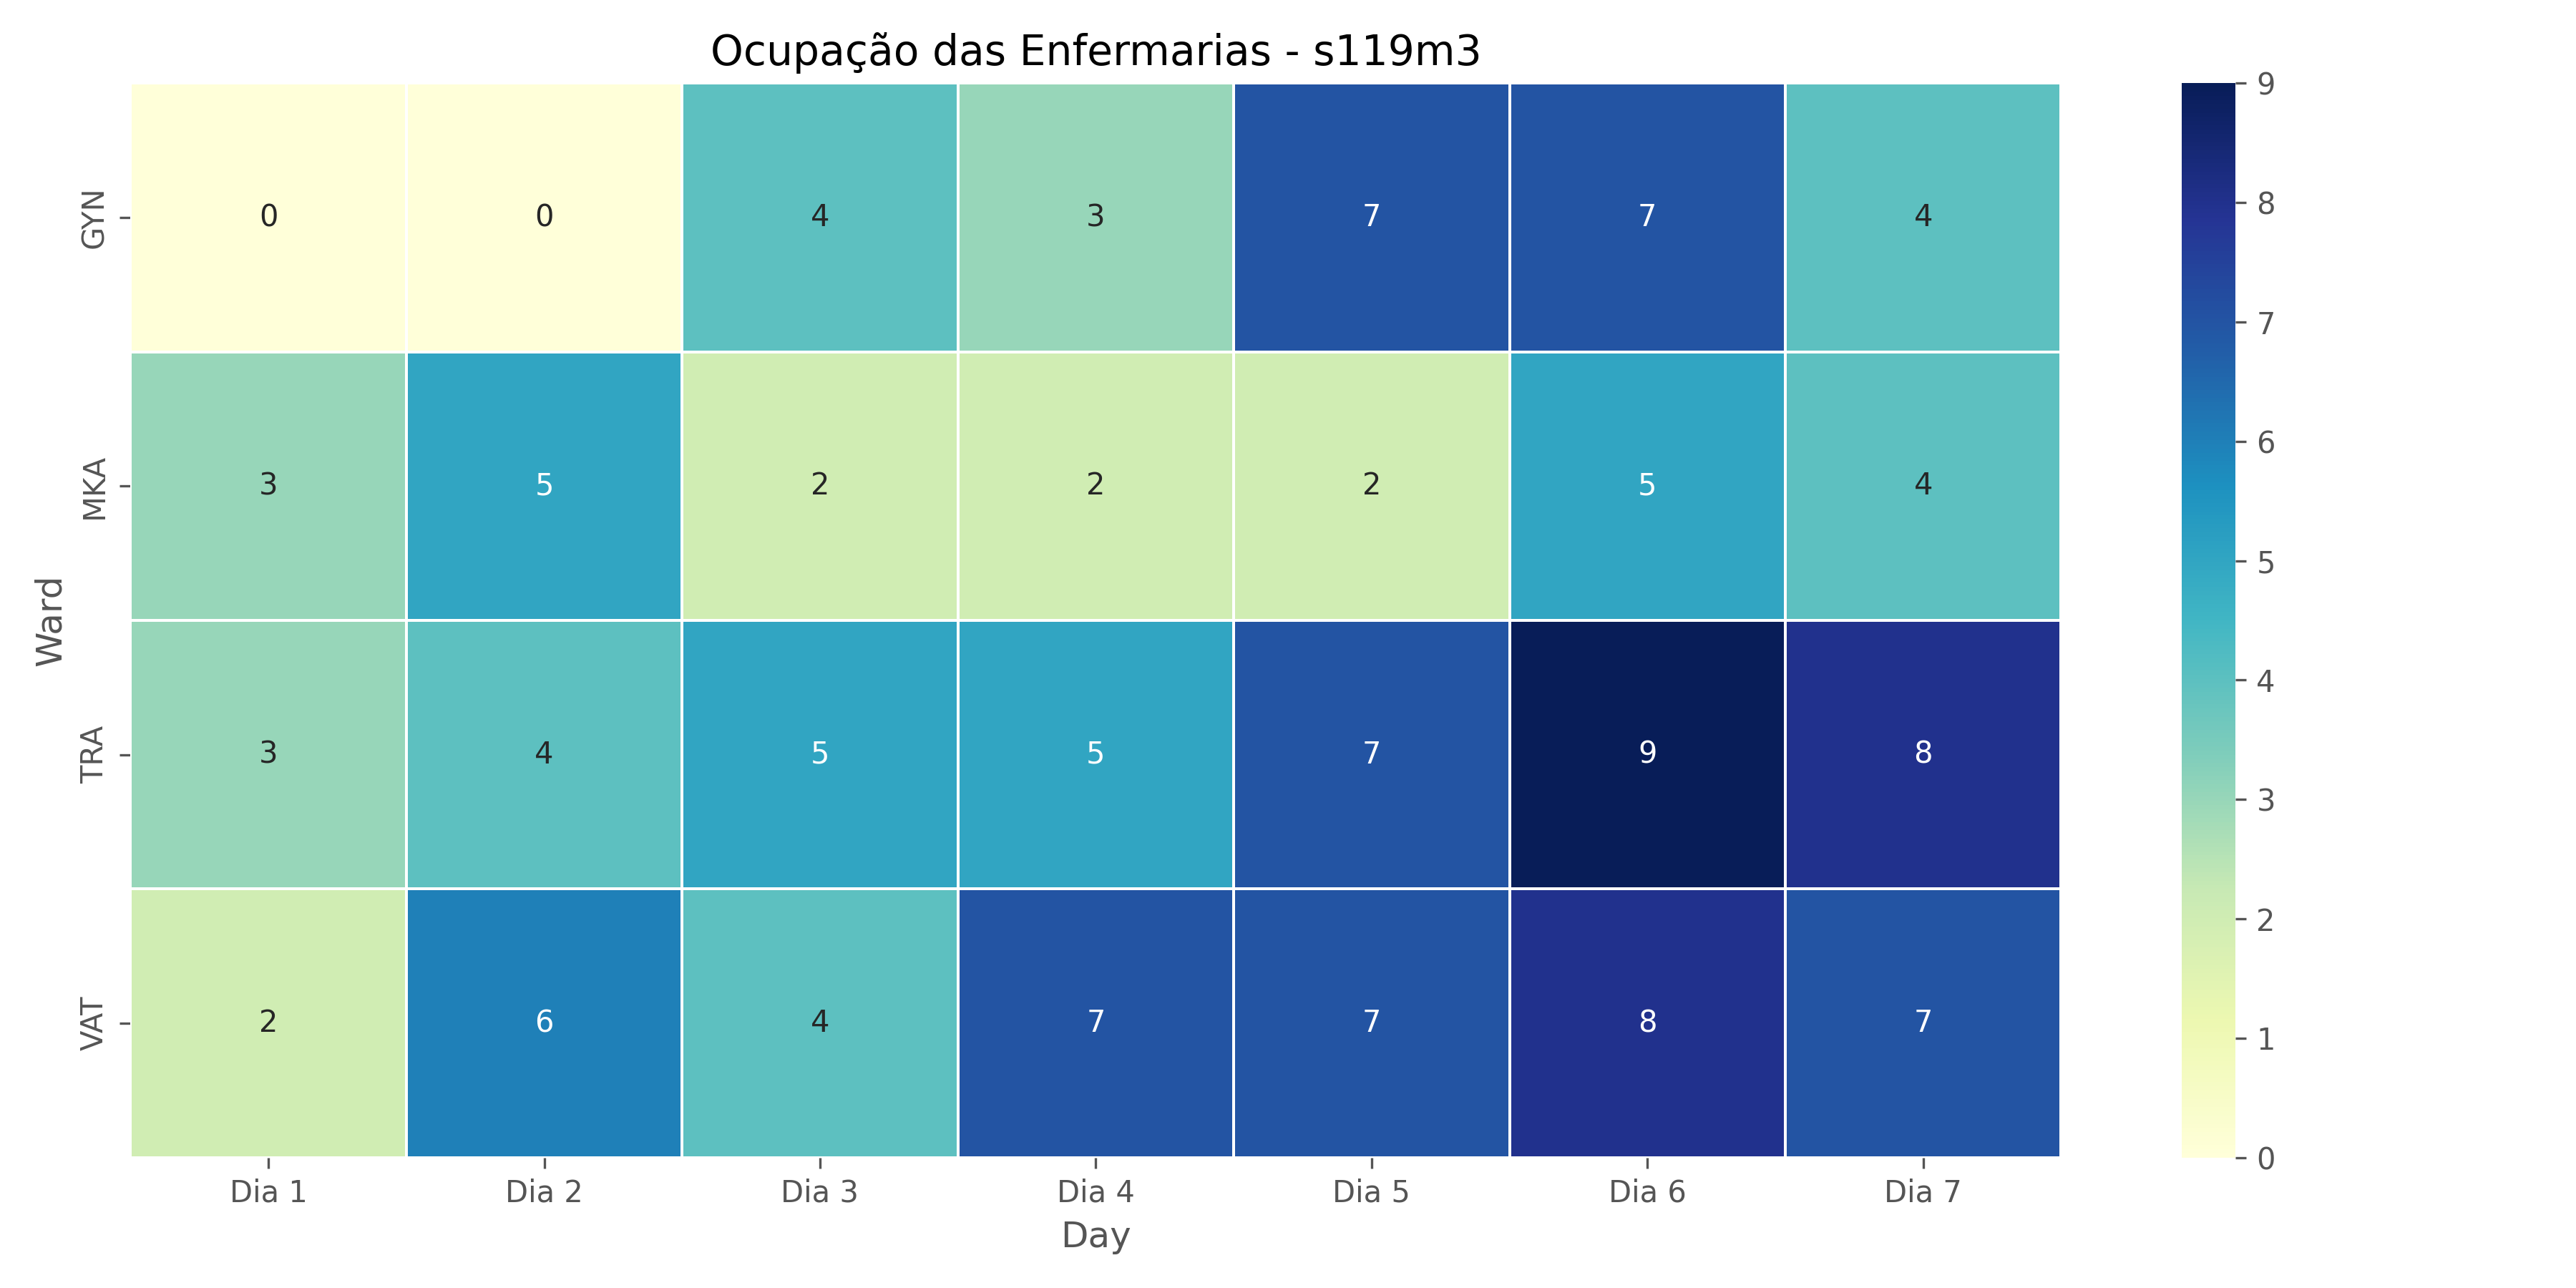 Ocupação das Enfermarias - s119m3
Ward
GYN 0 0 4 3 7 7 4
MKA 3 5 2 2 2 5 4
TRA 3 4 5 5 7 9 8
VAT 2 6 4 7 7 8 7
Dia 1 Dia 2 Dia 3 Dia 4 Dia 5 Dia 6 Dia 7
Day
9
8
7
6
5
4
3
2
1
0